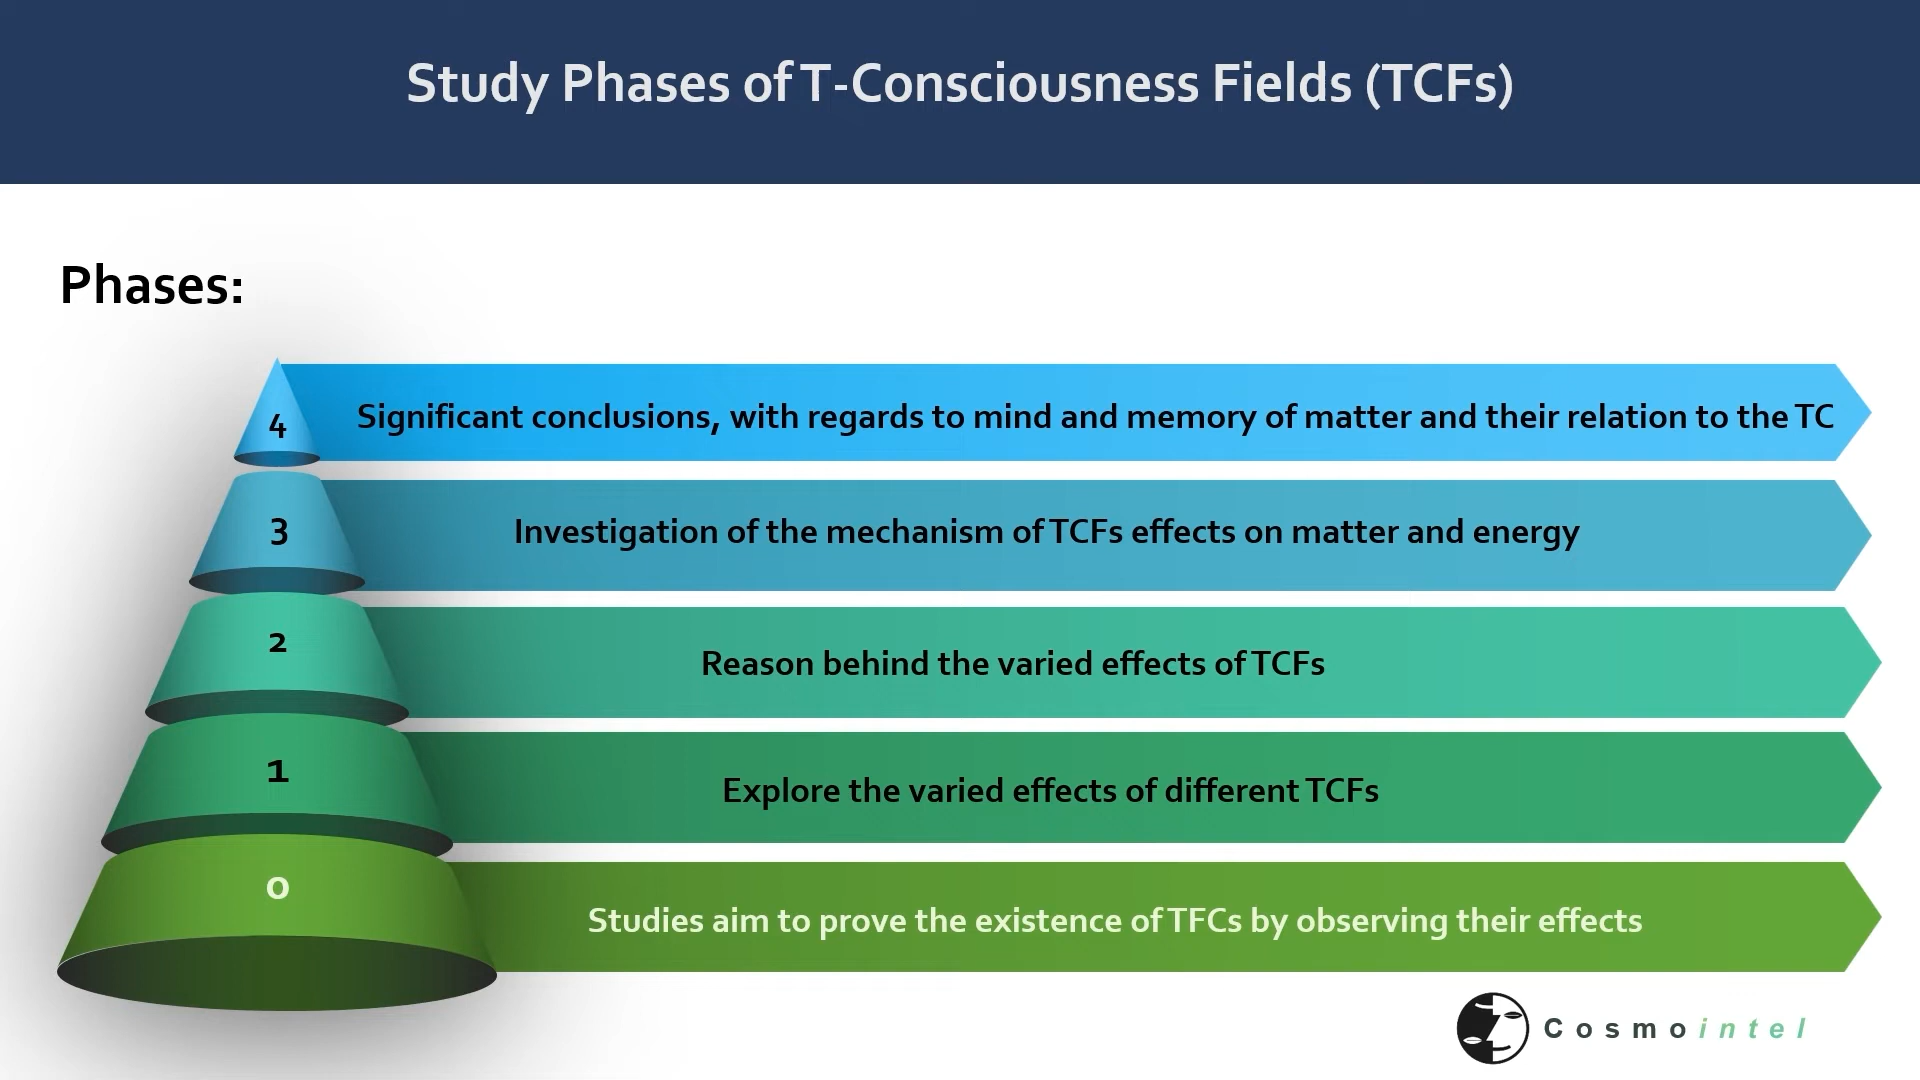 Study Phases of T-Consciousness Fields (TCFs)
Phases:
4
Significant conclusions, with regards to mind and memory of matter and their relation to the TC
3
Investigation of the mechanism of TCFs effects on matter and energy
2
Reason behind the varied effects of TCFs
1
Explore the varied effects of different TCFs
0
Studies aim to prove the existence of TFCs by observing their effects
Cosmointel